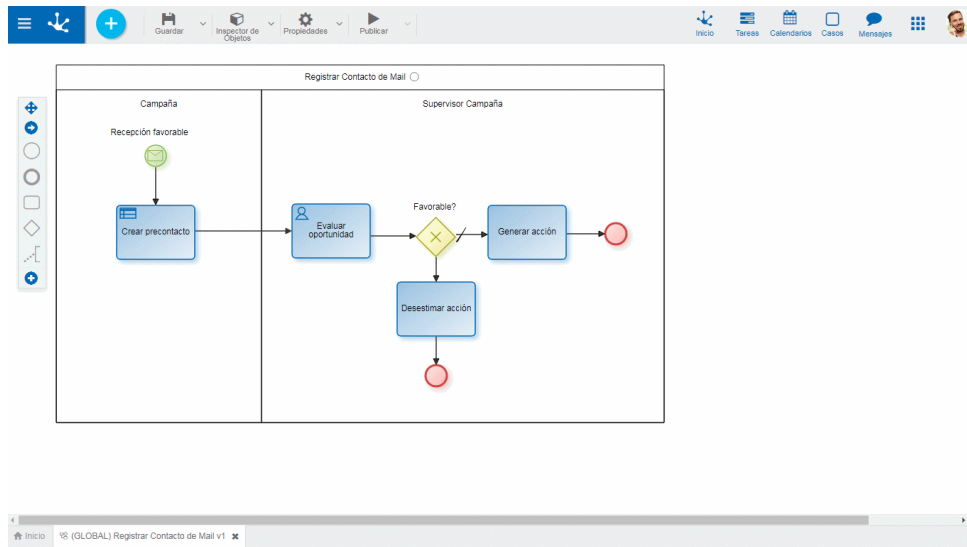 Guardar
Inspector de
Objetos
Propiedades
Publicar
Inicio
Tareas
Calendarios
Casos
Mensajes
Registrar Contacto de Mail
Campaña
Supervisor Campaña
Recepción favorable
Crear precontacto
Evaluar
oportunidad
Favorable?
Generar acción
Desestimar acción
Inicio
(GLOBAL) Registrar Contacto de Mail v1